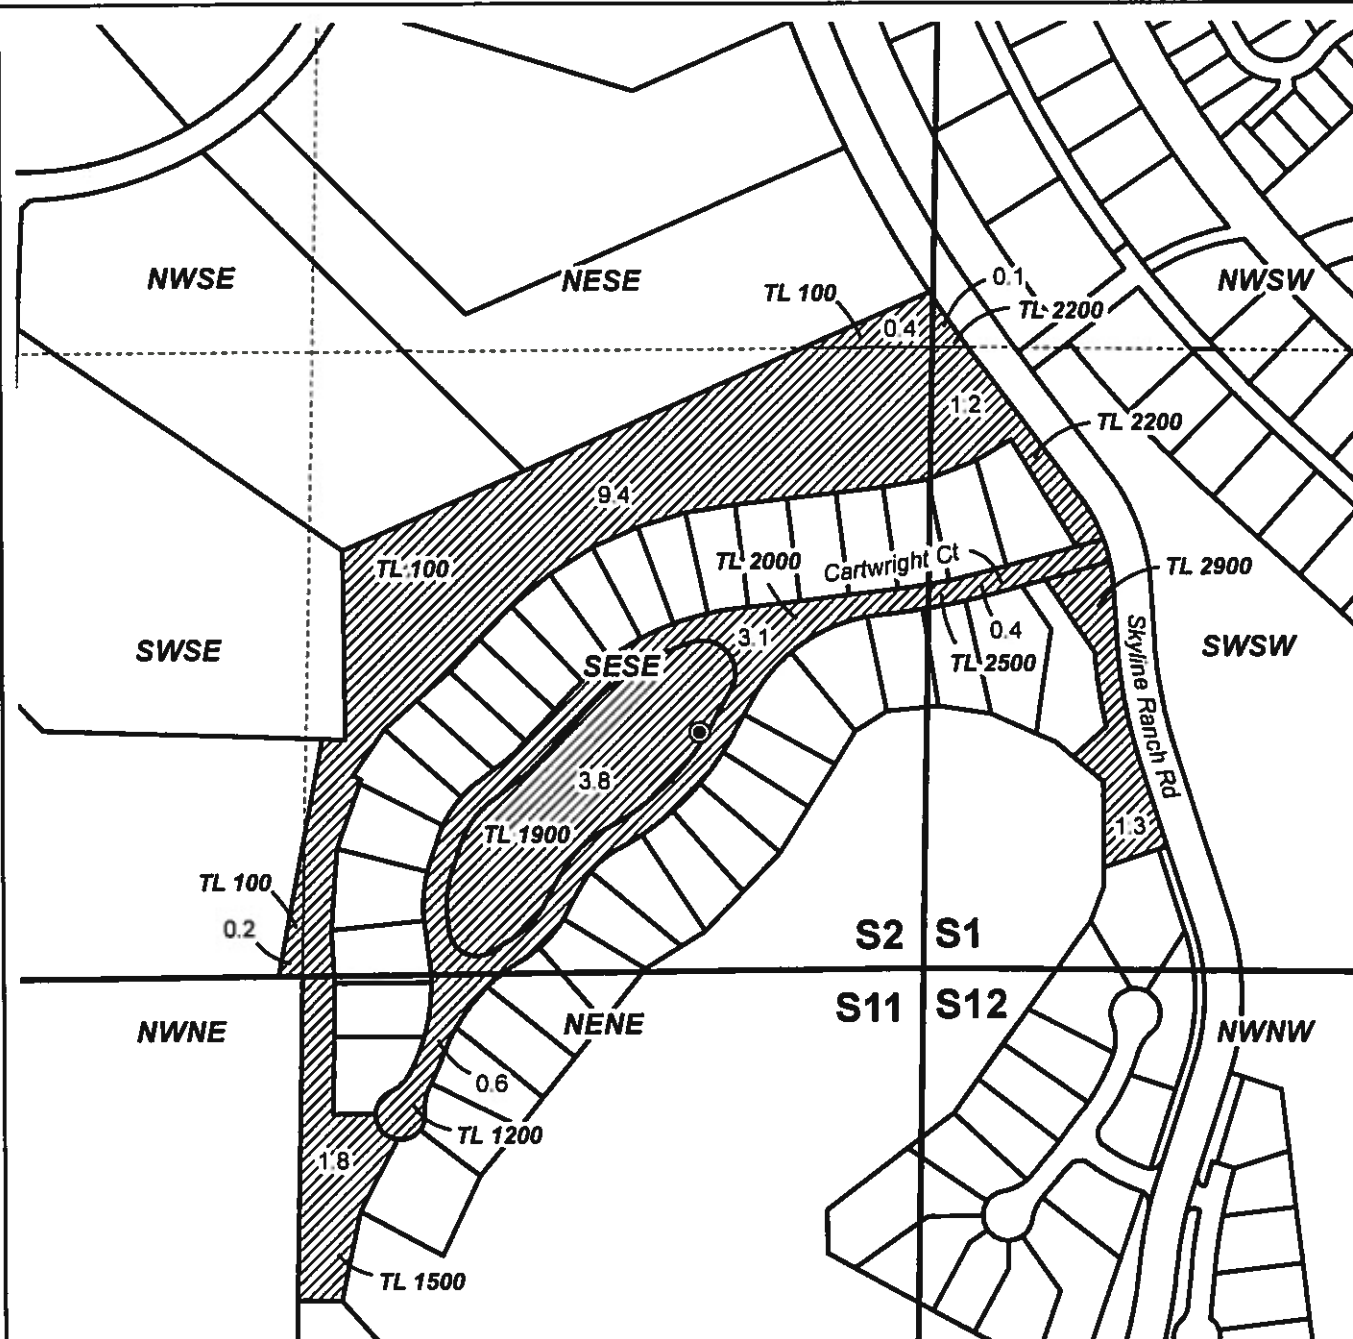 NWSE
NESE
TL 100
0.1
NWSW
0.4
TL 2200
1.2
TL 2200
9.4
TL 100
TL 2000
Cartwright Ct
TL 2900
3.1
0.4
SWSE
SESE
TL 2500
SWSW
Skyline Ranch Rd
3.8
TL 1900
1.3
TL 100
0.2
S2
S1
S11
S12
NWNE
NENE
NWNW
0.6
TL 1200
1.8
TL 1500